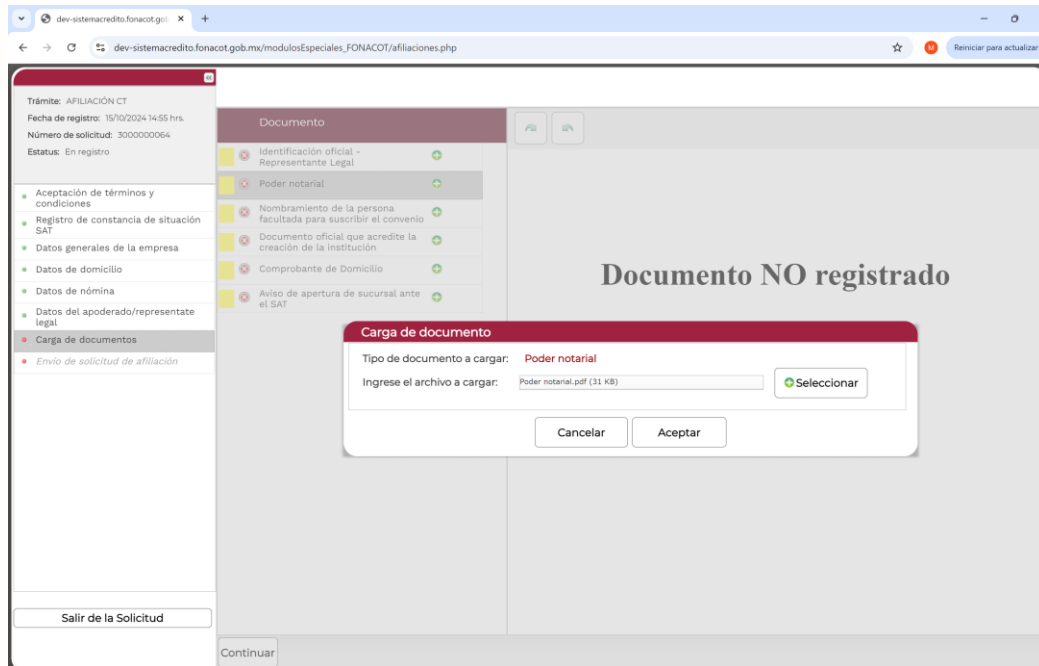 dev-sistemacredito.fonacot.gob
dev-sistemacredito.fonacot.gob.mx/modulosEspeciales_FONACOT/afiliaciones.php
M
Reiniciar para actualizar
Trámite: AFILIACIÓN CT
Fecha de registro: 15/10/2024 14:55 hrs.
Número de solicitud: 3000000064
Estatus: En registro
Aceptación de términos y
condiciones
Registro de constancia de situación
SAT
Datos generales de la empresa
Datos de domicilio
Datos de nómina
Datos del apoderado/representate
legal
Carga de documentos
Envío de solicitud de afiliación
Salir de la Solicitud
Documento
Identificación oficial -
Representante Legal
Poder notarial
Nombramiento de la persona
facultada para suscribir el convenio
Documento oficial que acredite la
creación de la institución
Comprobante de Domicilio
Aviso de apertura de sucursal ante
el SAT
Documento NO registrado
Carga de documento
Tipo de documento a cargar: Poder notarial
Ingrese el archivo a cargar: Poder notarial.pdf (31 KB) Seleccionar
Cancelar Aceptar
Continuar